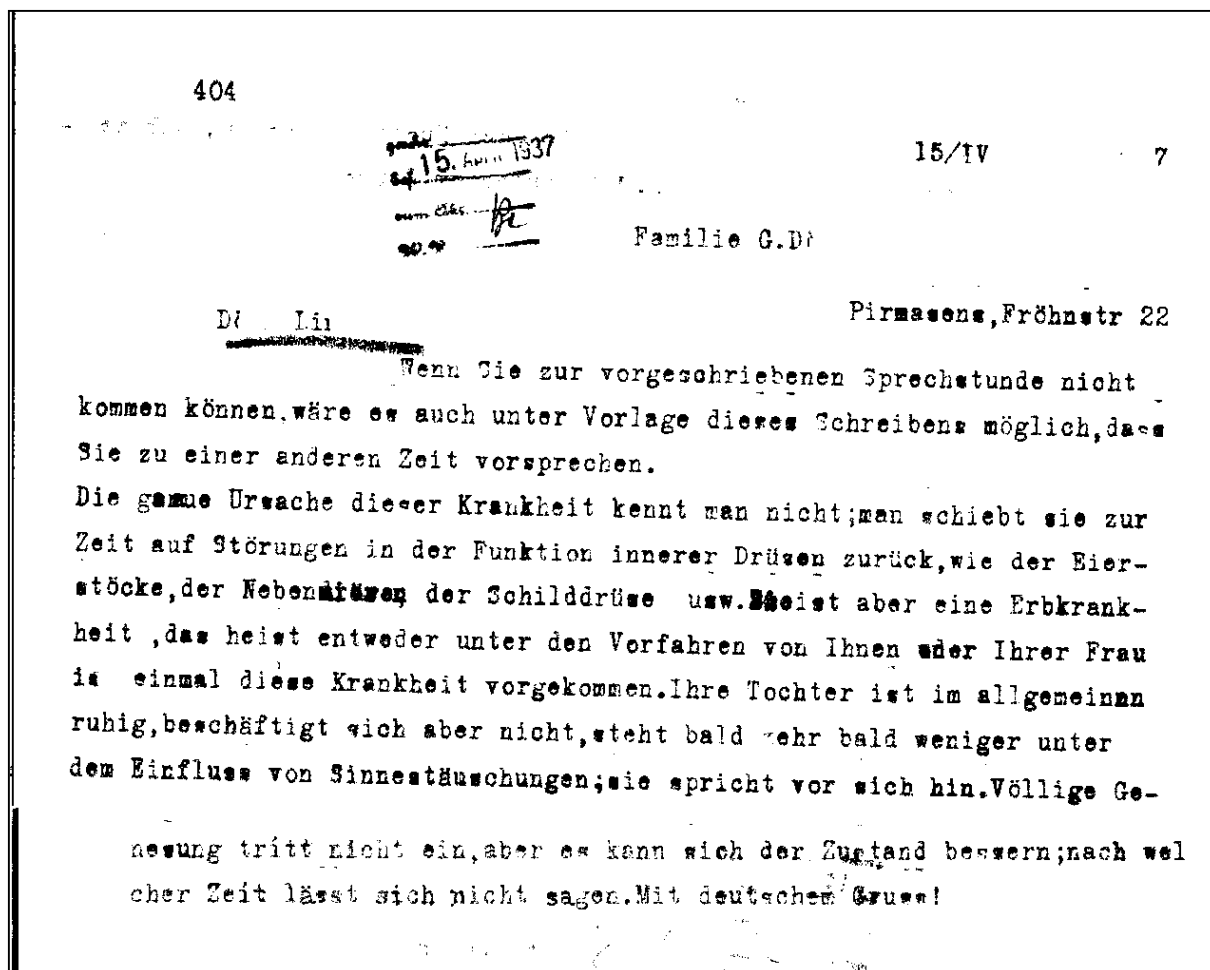 404
15. April 1937
15/IV 7
Familie G.D
Pirmasens,Fröhnstr 22
D Li
Wenn Sie zur vorgeschriebenen Sprechstunde nicht
kommen können,wäre es auch unter Vorlage dieses Schreibens möglich,dass
Sie zu einer anderen Zeit vorsprechen.
Die Ursache dieser Krankheit kennt man nicht;man schiebt sie zur
Zeit auf Störungen in der Funktion innerer Drüsen zurück,wie der Eier-
stöcke,der der Schilddrüse usw. aber eine Erbkrank-
heit ,das heist entweder unter den Vorfahren von Ihnen oder Ihrer Frau
is einmal diese Krankheit vorgekommen.Ihre Tochter ist im allgemeinen
ruhig,beschäftigt sich aber nicht,steht bald mehr bald weniger unter
dem Einfluss von Sinnestäuschungen;sie spricht vor sich hin.Völlige Ge-
nesung tritt nicht ein,aber es kann sich der Zustand bessern;nach wel
cher Zeit lässt sich nicht sagen.Mit deutschem Gruss!